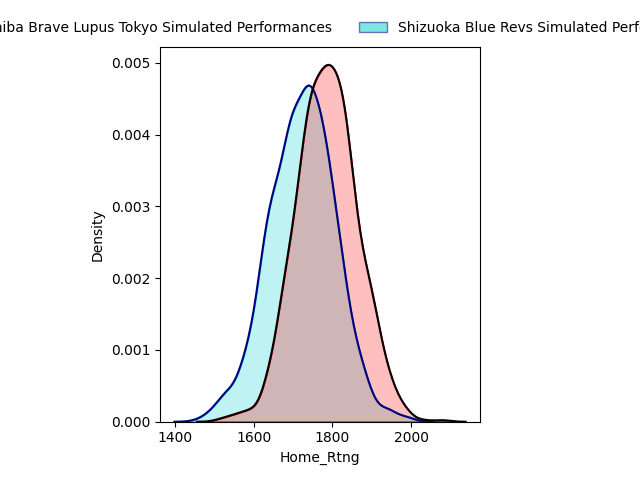 iba Brave Lupus Tokyo Simulated Performances Shizuoka Blue Revs Simulated Perf
0.005
0.004
0.003
0.002
0.001
0.000
Density
1400 1600 1800 2000
Home_Rtng